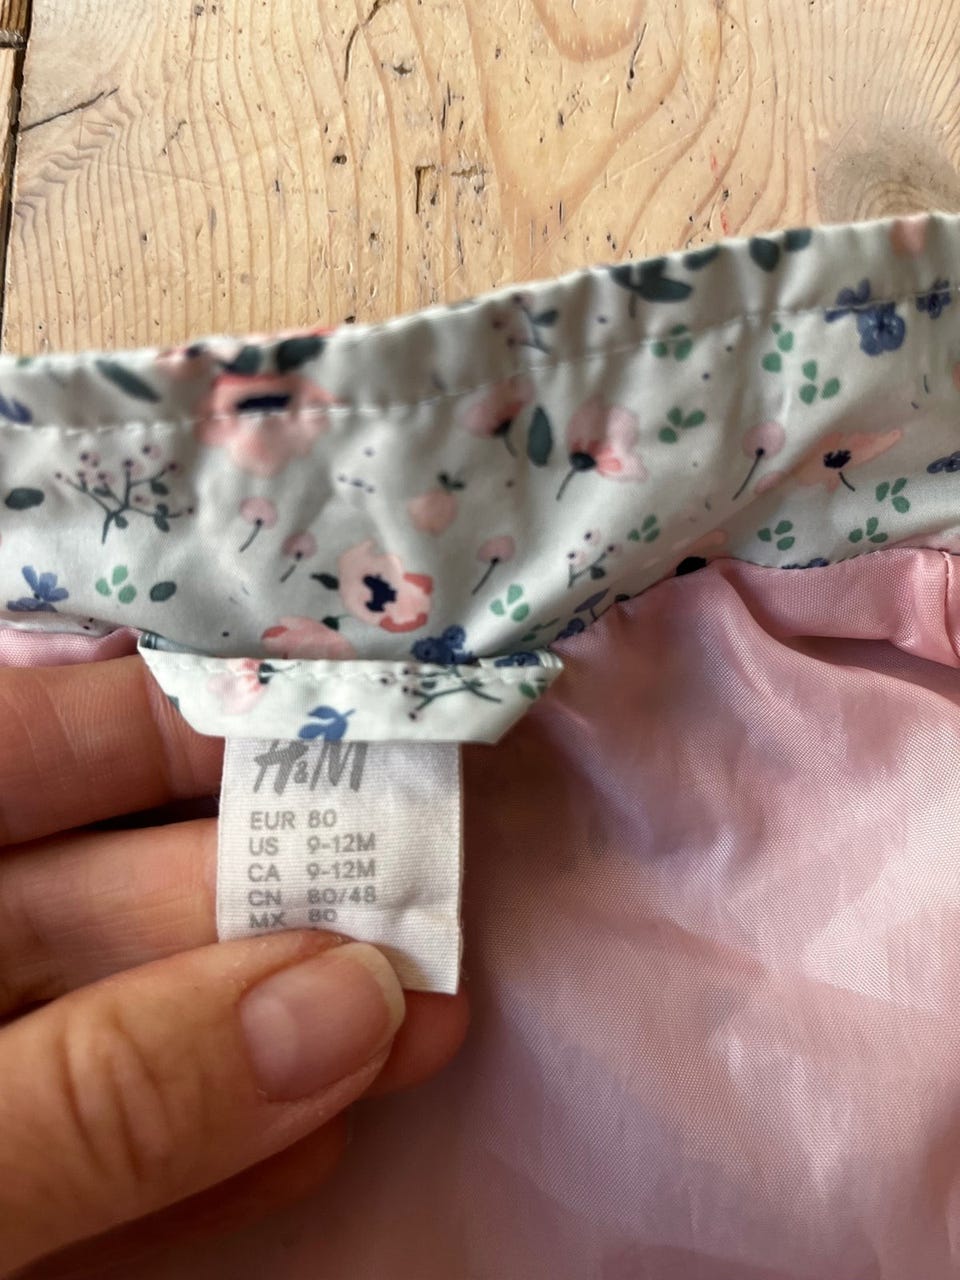 H&M
EUR 80
US 9-12M
CA 9-12M
CN 80/48
MX 80